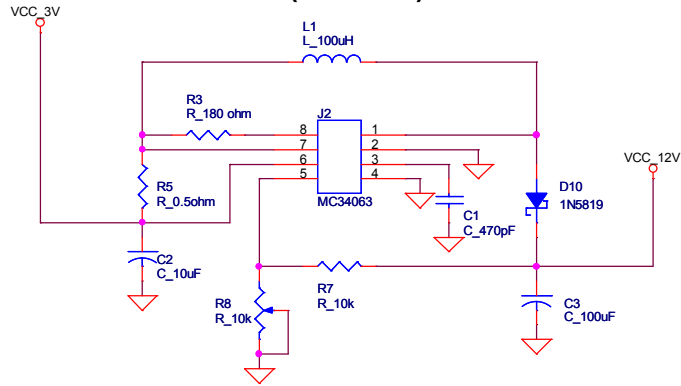 VCC_3V
L1
L_100uH
R3
R_180 ohm
J2
8
7
6
5
1
2
3
4
MC34063
R5
R_0.5ohm
VCC_12V
D10
1N5819
C1
C_470pF
C2
C_10uF
R7
R_10k
R8
R_10k
C3
C_100uF